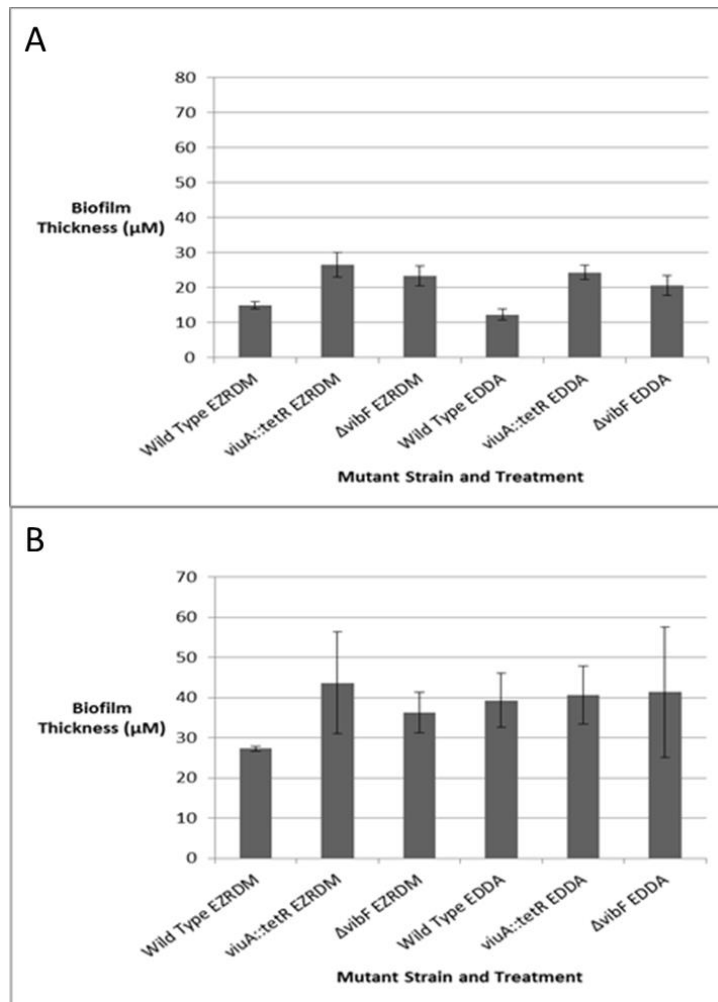 A
80
70
60
50
40
30
20
10
0
Biofilm
Thickness (µM)
Wild Type EZRDM
viuA::tetR EZRDM
ΔvibF EZRDM
Wild Type EDDA
viuA::tetR EDDA
ΔvibF EDDA
Mutant Strain and Treatment
B
70
60
50
40
30
20
10
0
Biofilm
Thickness (µM)
Wild Type EZRDM
viuA::tetR EZRDM
ΔvibF EZRDM
Wild Type EDDA
viuA::tetR EDDA
ΔvibF EDDA
Mutant Strain and Treatment